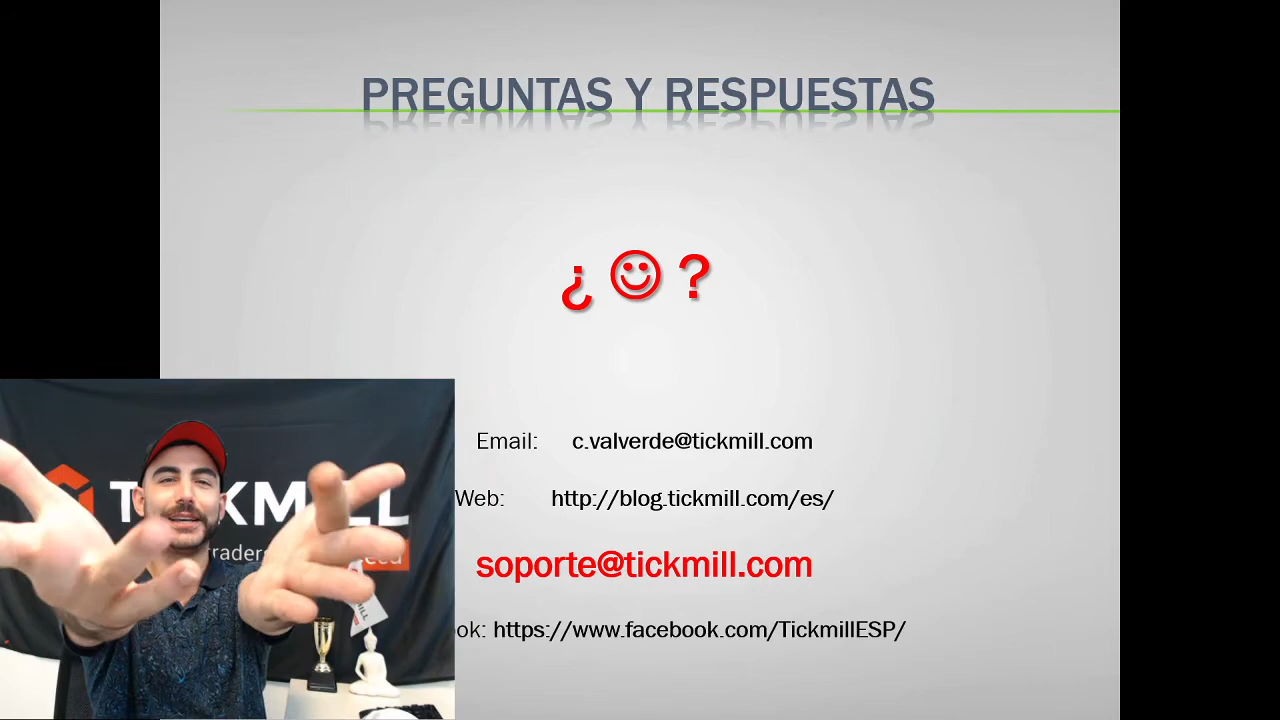 PREGUNTAS Y RESPUESTAS
¿☺?
Email: c.valverde@tickmill.com
Web: http://blog.tickmill.com/es/
soporte@tickmill.com
ok: https://www.facebook.com/TickmillESP/
TICKMILL